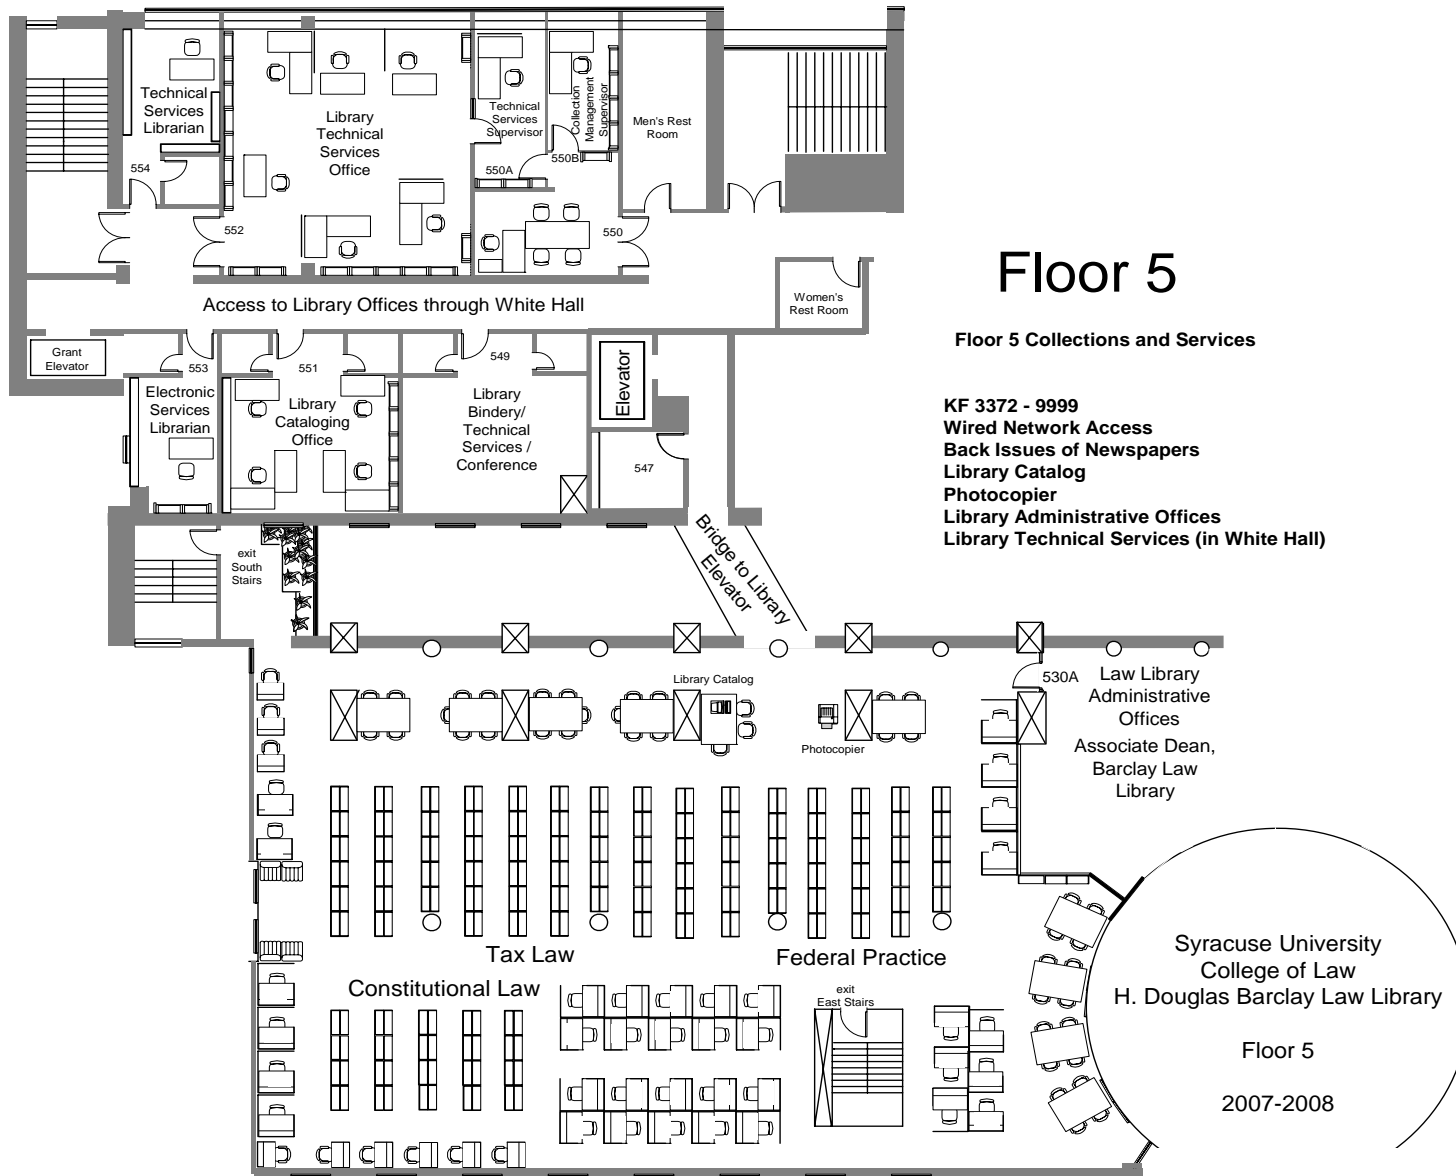 Technical
Services
Librarian
554
Library
Technical
Services
Office
552
Technical
Services
Supervisor
550A
Collection
Management
Supervisor
550B
550
Men's Rest
Room
Access to Library Offices through White Hall
Women's
Rest Room
Grant
Elevator
553
551
549
Electronic
Services
Librarian
Library
Cataloging
Office
Library
Bindery/
Technical
Services /
Conference
Elevator
547
Floor 5
Floor 5 Collections and Services
KF 3372 - 9999
Wired Network Access
Back Issues of Newspapers
Library Catalog
Photocopier
Library Administrative Offices
Library Technical Services (in White Hall)
exit
South
Stairs
Bridge to Library
Elevator
Library Catalog
Photocopier
530A
Law Library
Administrative
Offices
Associate Dean,
Barclay Law
Library
Tax Law
Federal Practice
Constitutional Law
exit
East Stairs
Syracuse University
College of Law
H. Douglas Barclay Law Library
Floor 5
2007-2008